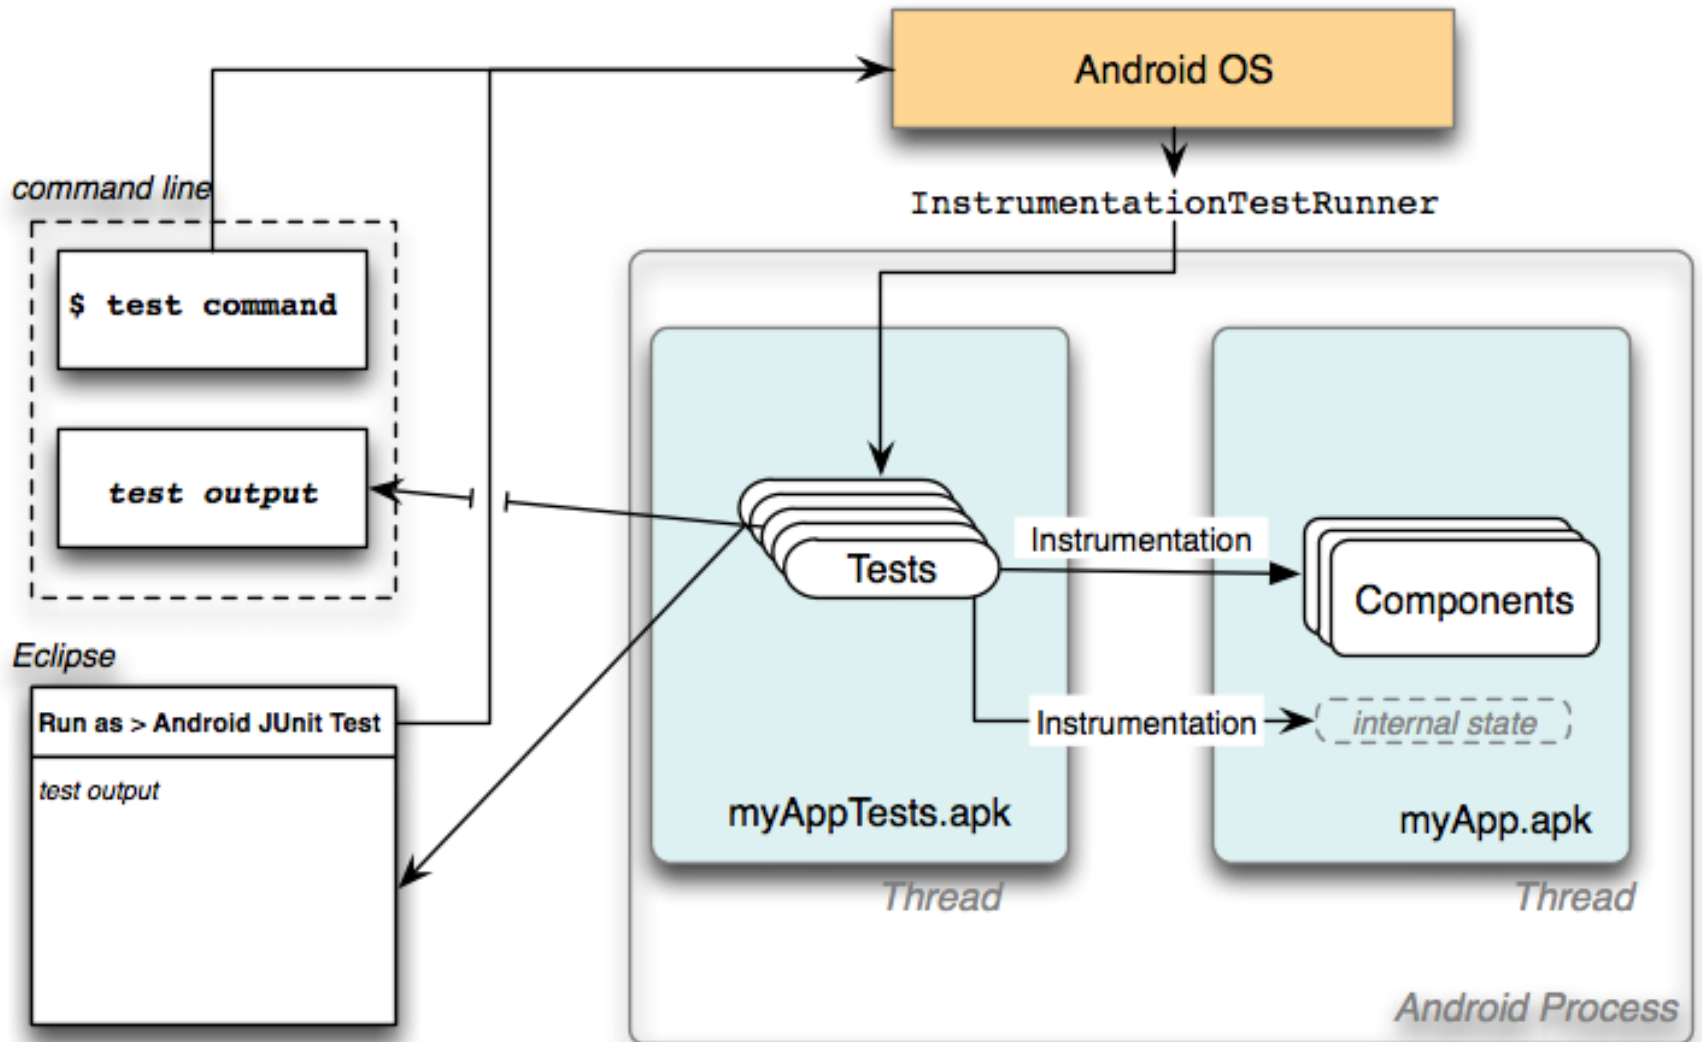 Android OS
command line
InstrumentationTestRunner
$ test command
test output
Instrumentation
Tests
Components
Eclipse
Run as > Android JUnit Test
Instrumentation
internal state
test output
myAppTests.apk
myApp.apk
Thread
Thread
Android Process